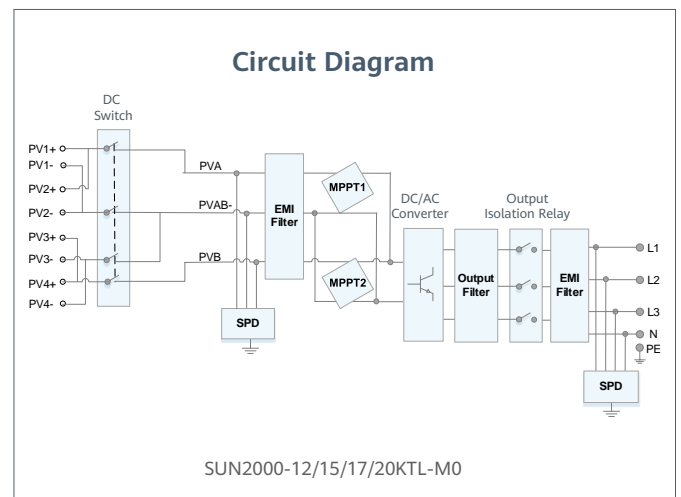 Circuit Diagram
DC
Switch
PV1+
PV1-
PV2+
PV2-
PV3+
PV3-
PV4+
PV4-
PVA
PVAB-
PVB
EMI
Filter
MPPT1
MPPT2
SPD
DC/AC
Converter
Output
Filter
Output
Isolation Relay
EMI
Filter
L1
L2
L3
N
PE
SPD
SUN2000-12/15/17/20KTL-M0